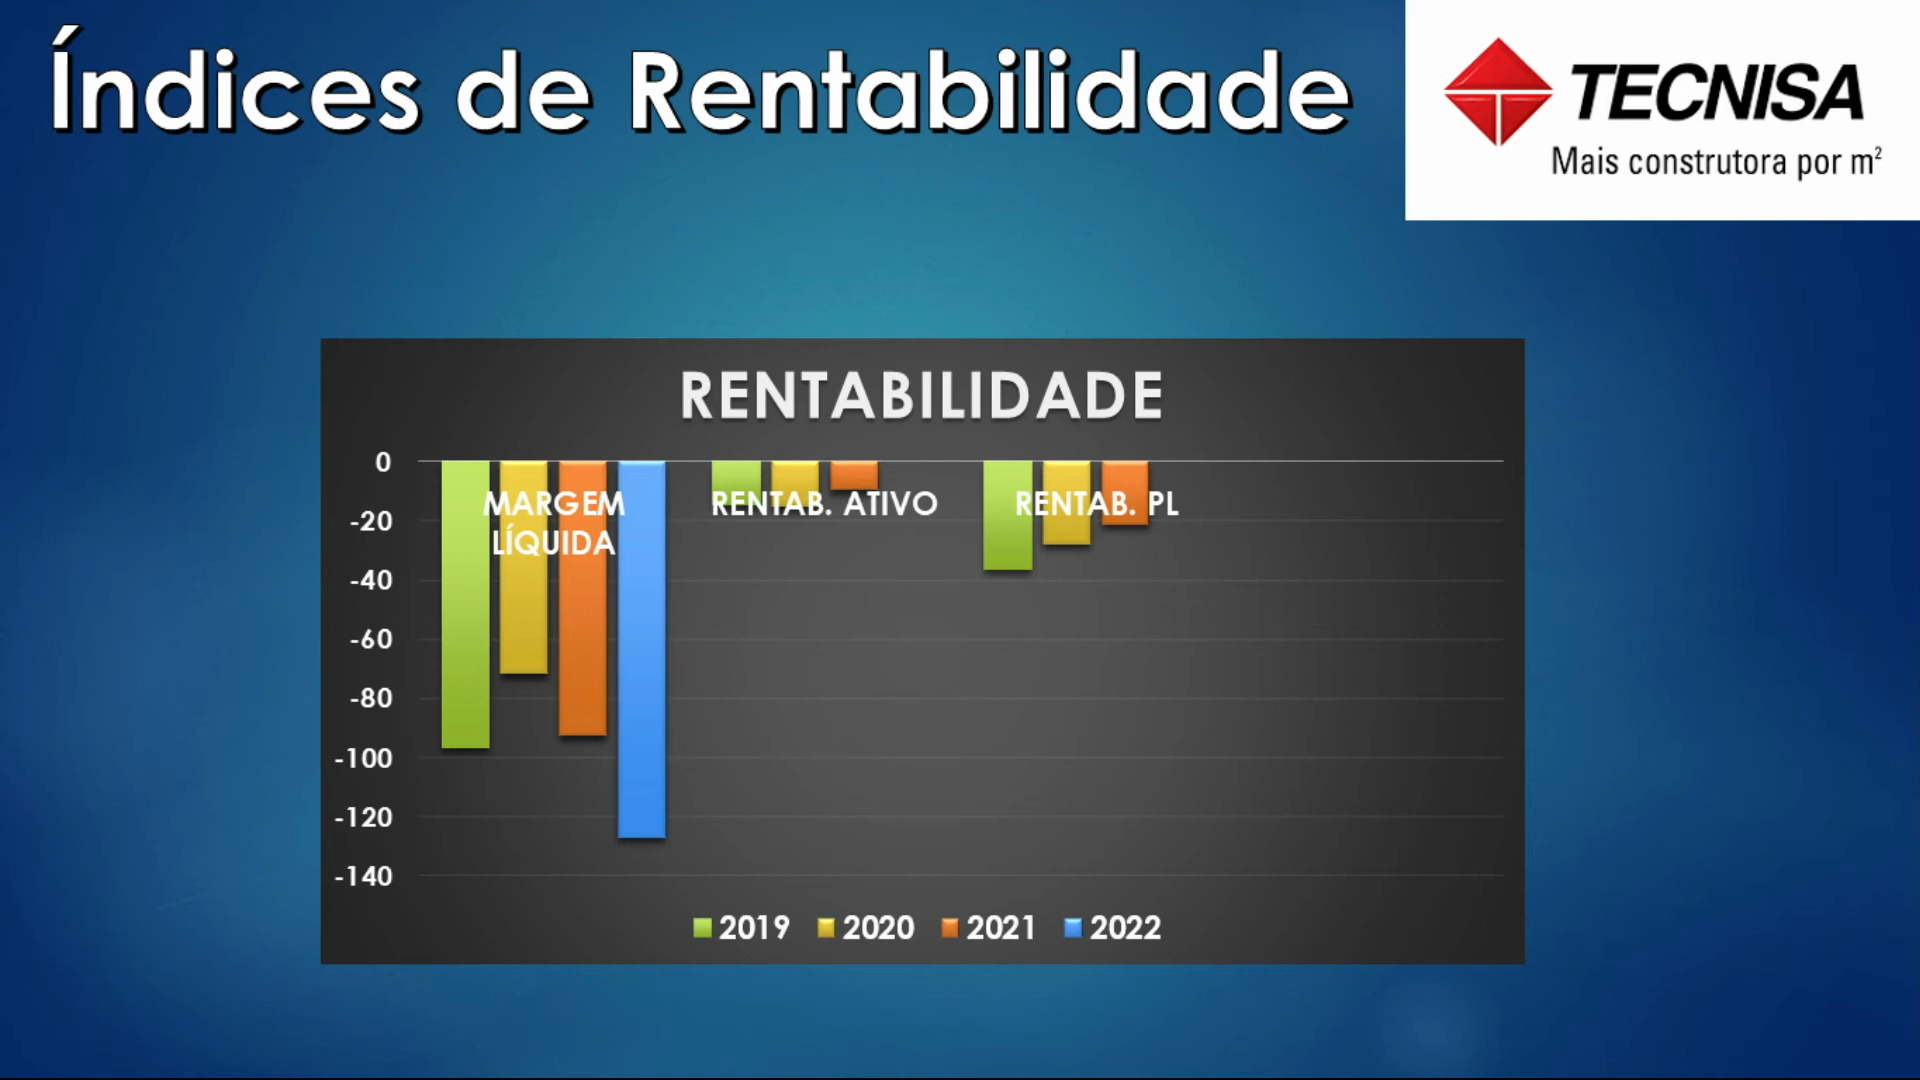 Índices de Rentabilidade
TECNISA
Mais construtora por m²
RENTABILIDADE
0
-20
-40
-60
-80
-100
-120
-140
MARGEM
LÍQUIDA
RENTAB. ATIVO
RENTAB. PL
2019 2020 2021 2022